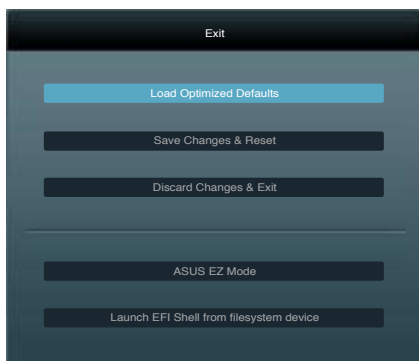 Exit
Load Optimized Defaults
Save Changes & Reset
Discard Changes & Exit
ASUS EZ Mode
Launch EFI Shell from filesystem device